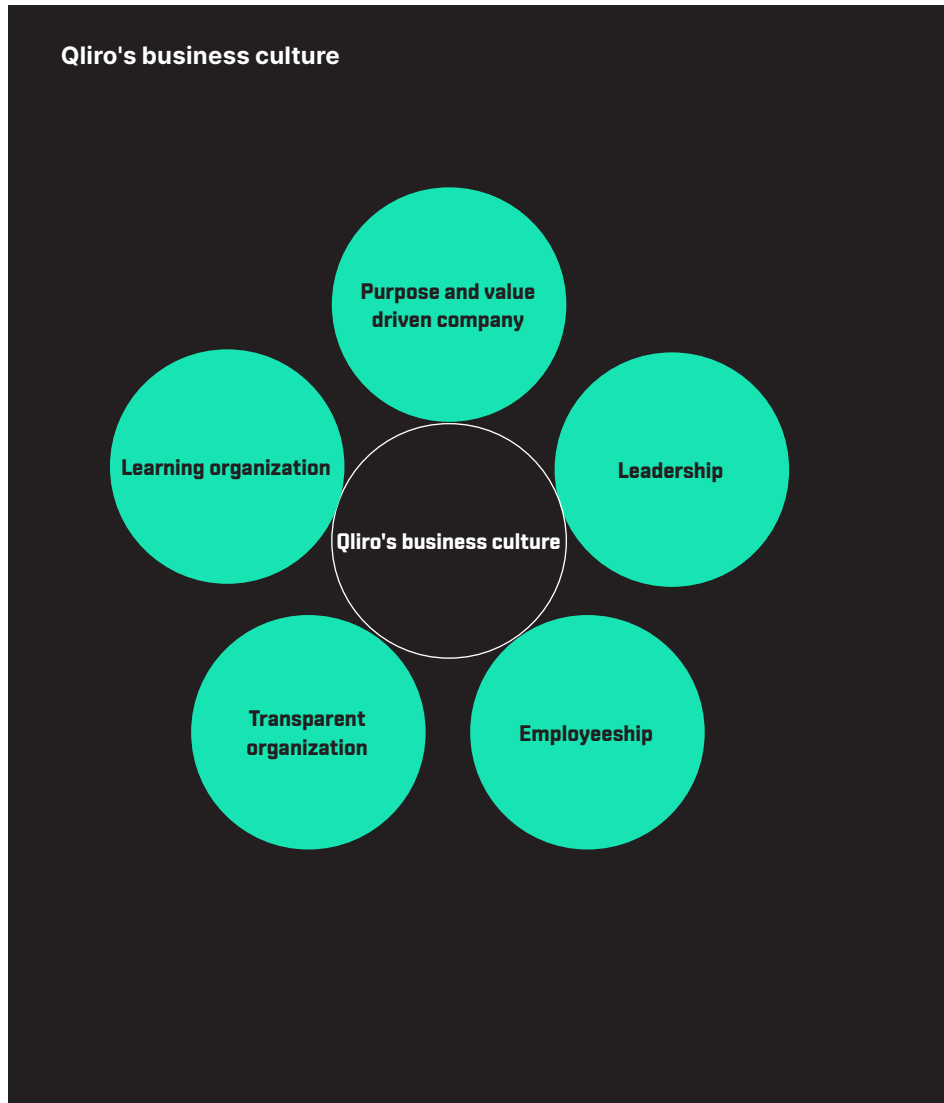 Qliro's business culture
Purpose and value
driven company
Learning organization
Leadership
Qliro's business culture
Transparent
organization
Employeeship